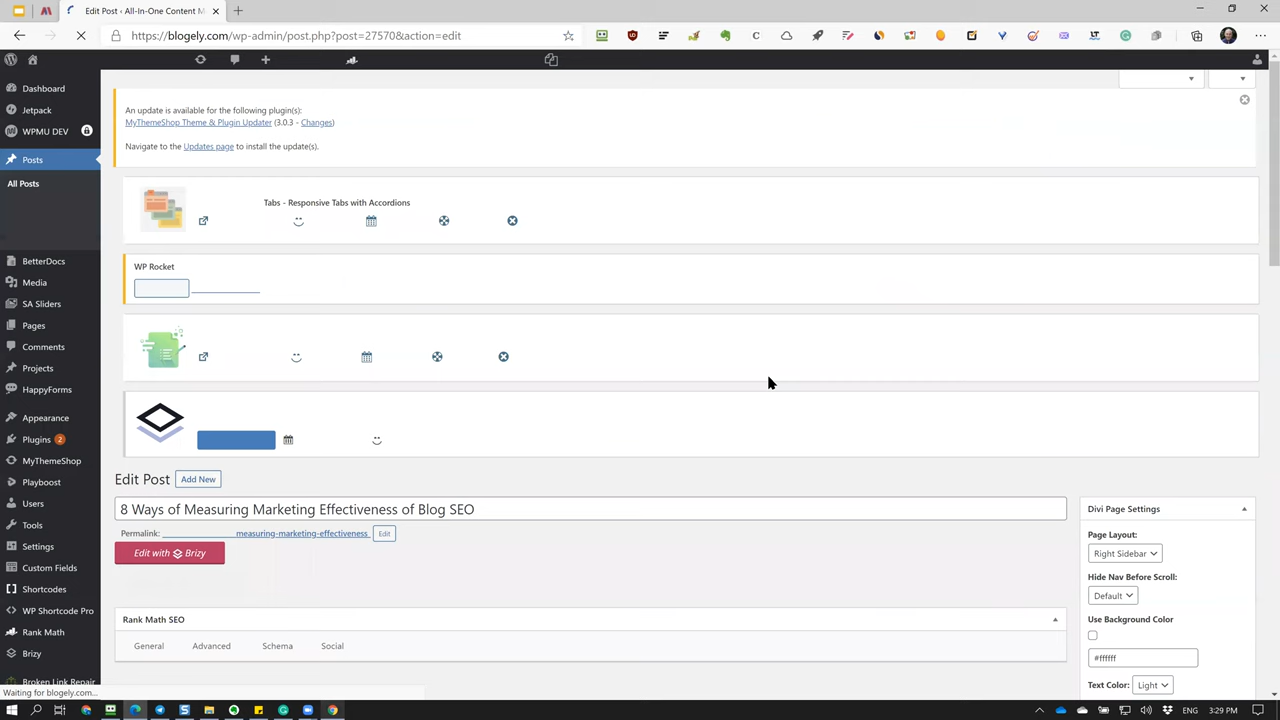 Edit Post ‹ All-In-One Content M
https://blogely.com/wp-admin/post.php?post=27570&action=edit
Dashboard
Jetpack
WPMU DEV
Posts
All Posts
BetterDocs
Media
SA Sliders
Pages
Comments
Projects
HappyForms
Appearance
Plugins 2
MyThemeShop
Playboost
Users
Tools
Settings
Custom Fields
Shortcodes
WP Shortcode Pro
Rank Math
Brizy
Broken Link Repair
An update is available for the following plugin(s):
MyThemeShop Theme & Plugin Updater (3.0.3 - Changes)
Navigate to the Updates page to install the update(s).
Tabs - Responsive Tabs with Accordions
WP Rocket
Edit Post Add New
8 Ways of Measuring Marketing Effectiveness of Blog SEO
Permalink: measuring-marketing-effectiveness Edit
Edit with Brizy
Rank Math SEO
General Advanced Schema Social
Divi Page Settings
Page Layout:
Right Sidebar
Hide Nav Before Scroll:
Default
Use Background Color
#ffffff
Text Color: Light
Waiting for blogely.com...
ENG 3:29 PM